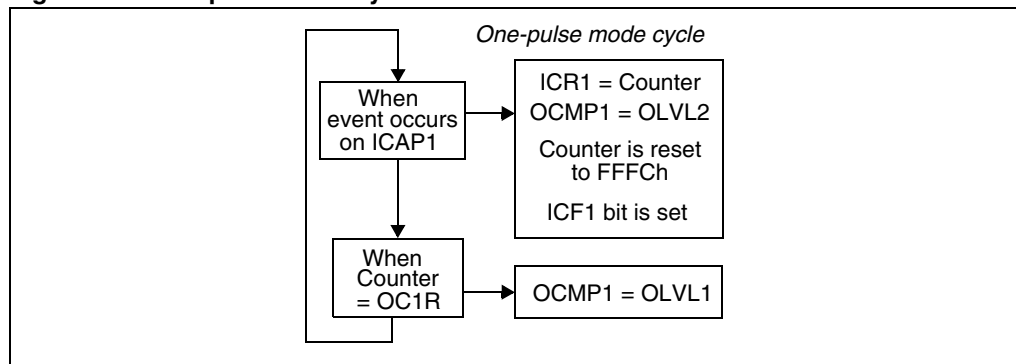 One-pulse mode cycle
When
event occurs
on ICAP1
ICR1 = Counter
OCMP1 = OLVL2
Counter is reset
to FFFCh
ICF1 bit is set
When
Counter
= OC1R
OCMP1 = OLVL1